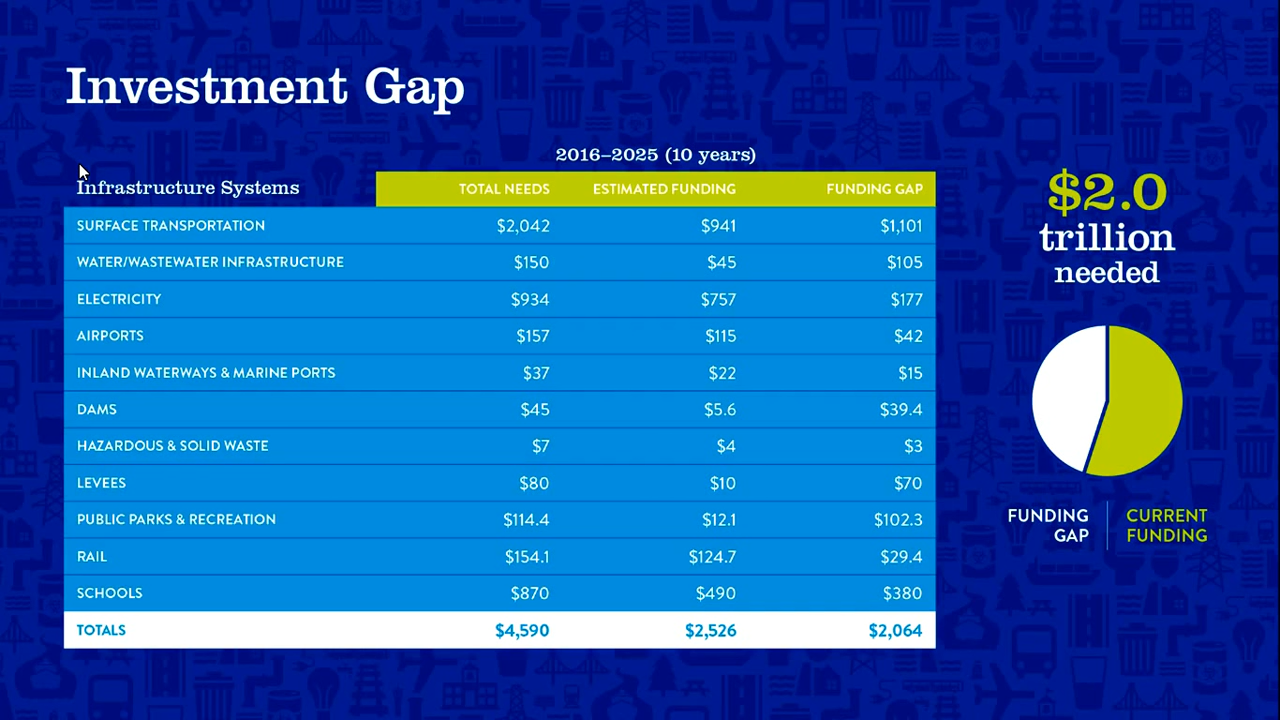 Investment Gap
2016–2025 (10 years)
Infrastructure Systems TOTAL NEEDS ESTIMATED FUNDING FUNDING GAP
SURFACE TRANSPORTATION $2,042 $941 $1,101
WATER/WASTEWATER INFRASTRUCTURE $150 $45 $105
ELECTRICITY $934 $757 $177
AIRPORTS $157 $115 $42
INLAND WATERWAYS & MARINE PORTS $37 $22 $15
DAMS $45 $5.6 $39.4
HAZARDOUS & SOLID WASTE $7 $4 $3
LEVEES $80 $10 $70
PUBLIC PARKS & RECREATION $114.4 $12.1 $102.3
RAIL $154.1 $124.7 $29.4
SCHOOLS $870 $490 $380
TOTALS $4,590 $2,526 $2,064
$2.0
trillion
needed
FUNDING
GAP
CURRENT
FUNDING